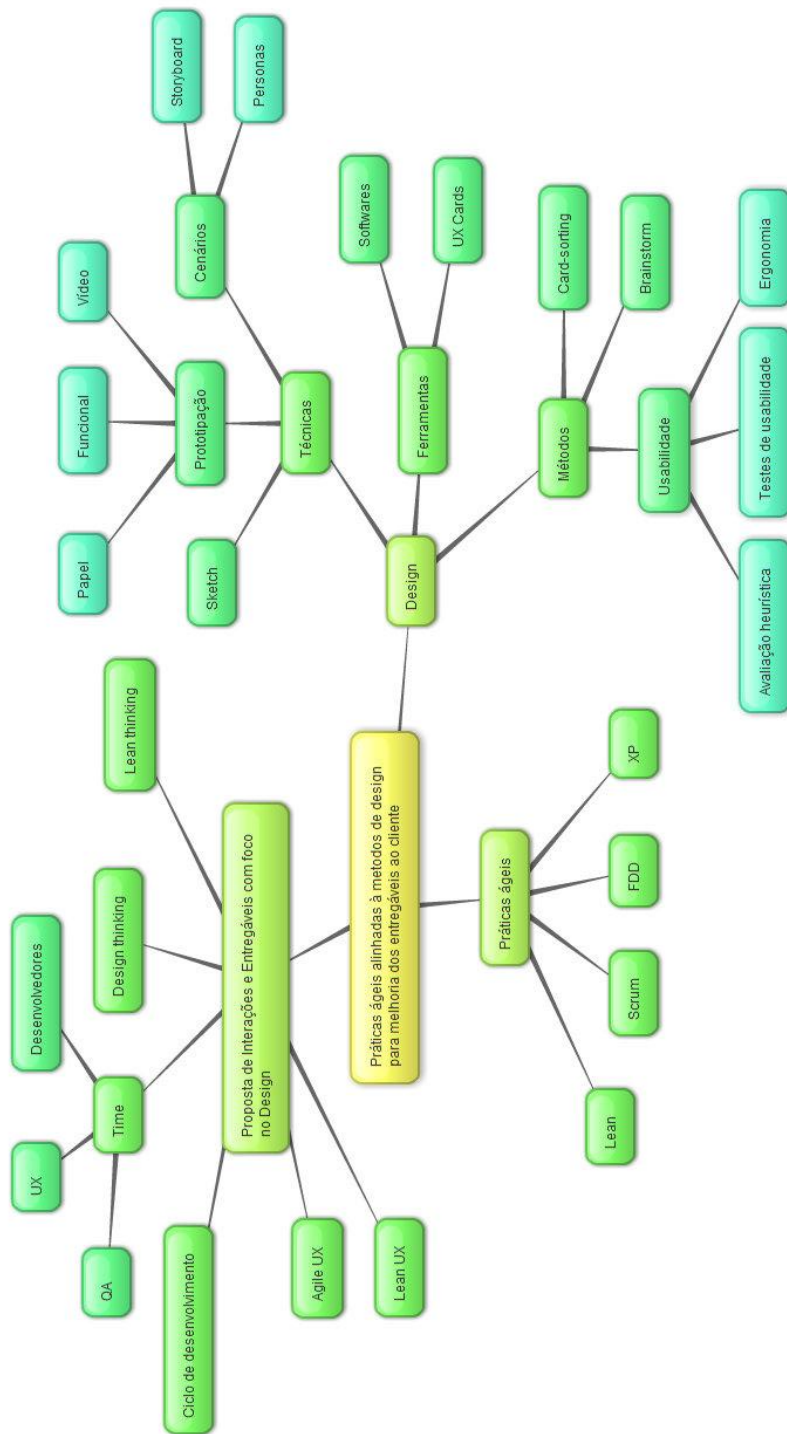 QA
UX
Desenvolvedores
Time
Design thinking
Lean thinking
Ciclo de desenvolvimento
Agile UX
Lean UX
Proposta de Interações e Entregáveis com foco
no Design
Práticas ágeis alinhadas à metodos de design
para melhoria dos entregáveis ao cliente
Práticas ágeis
Lean
Scrum
FDD
XP
Design
Técnicas
Sketch
Prototipação
Papel
Funcional
Vídeo
Cenários
Storyboard
Personas
Ferramentas
Softwares
UX Cards
Métodos
Card-sorting
Brainstorm
Usabilidade
Avaliação heurística
Testes de usabilidade
Ergonomia